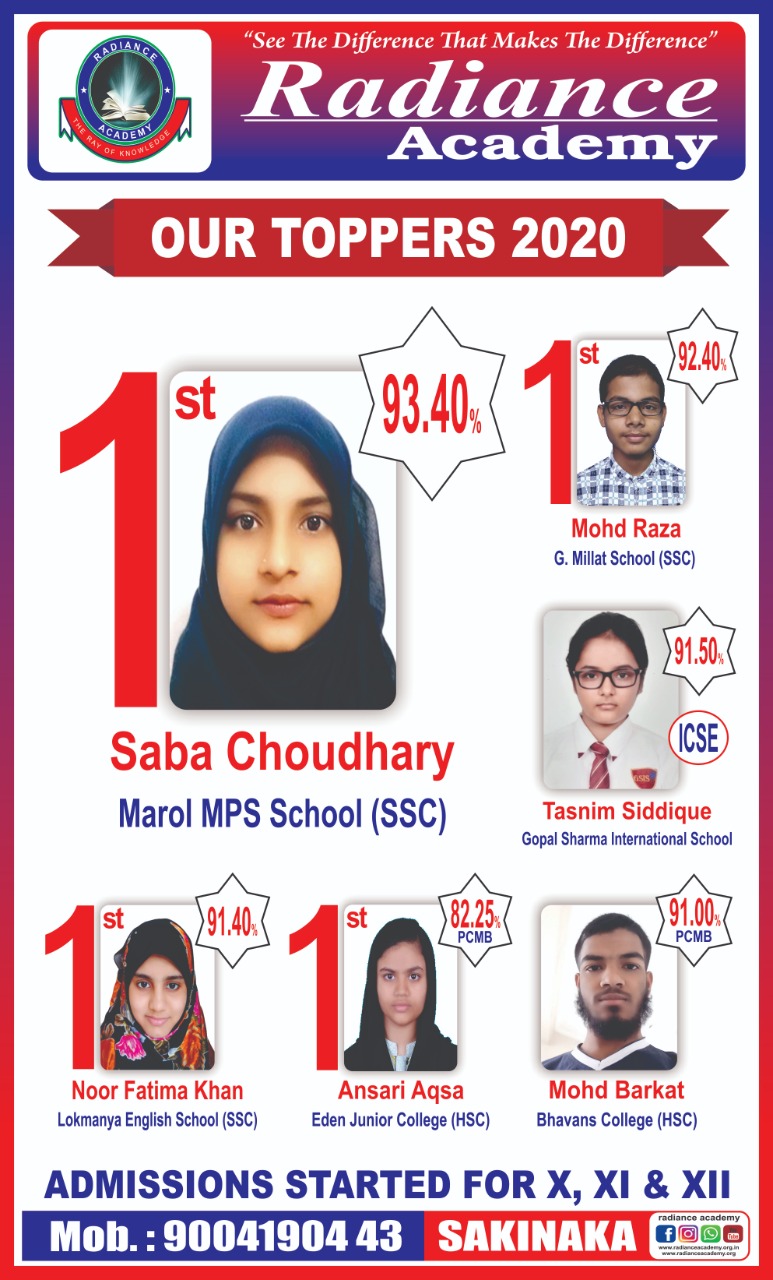 RADIANCE
ACADEMY
THE RAY OF KNOWLEDGE
“See The Difference That Makes The Difference”
Radiance
Academy
OUR TOPPERS 2020
1st
93.40%
Saba Choudhary
Marol MPS School (SSC)
1st
92.40%
Mohd Raza
G. Millat School (SSC)
91.50%
ICSE
GSIS
Tasnim Siddique
Gopal Sharma International School
1st
91.40%
Noor Fatima Khan
Lokmanya English School (SSC)
1st
82.25%
PCMB
Ansari Aqsa
Eden Junior College (HSC)
91.00%
PCMB
Mohd Barkat
Bhavans College (HSC)
ADMISSIONS STARTED FOR X, XI & XII
Mob. : 90041904 43 SAKINAKA
radiance academy
www.radianceacademy.org.in
www.radianceacademy.org